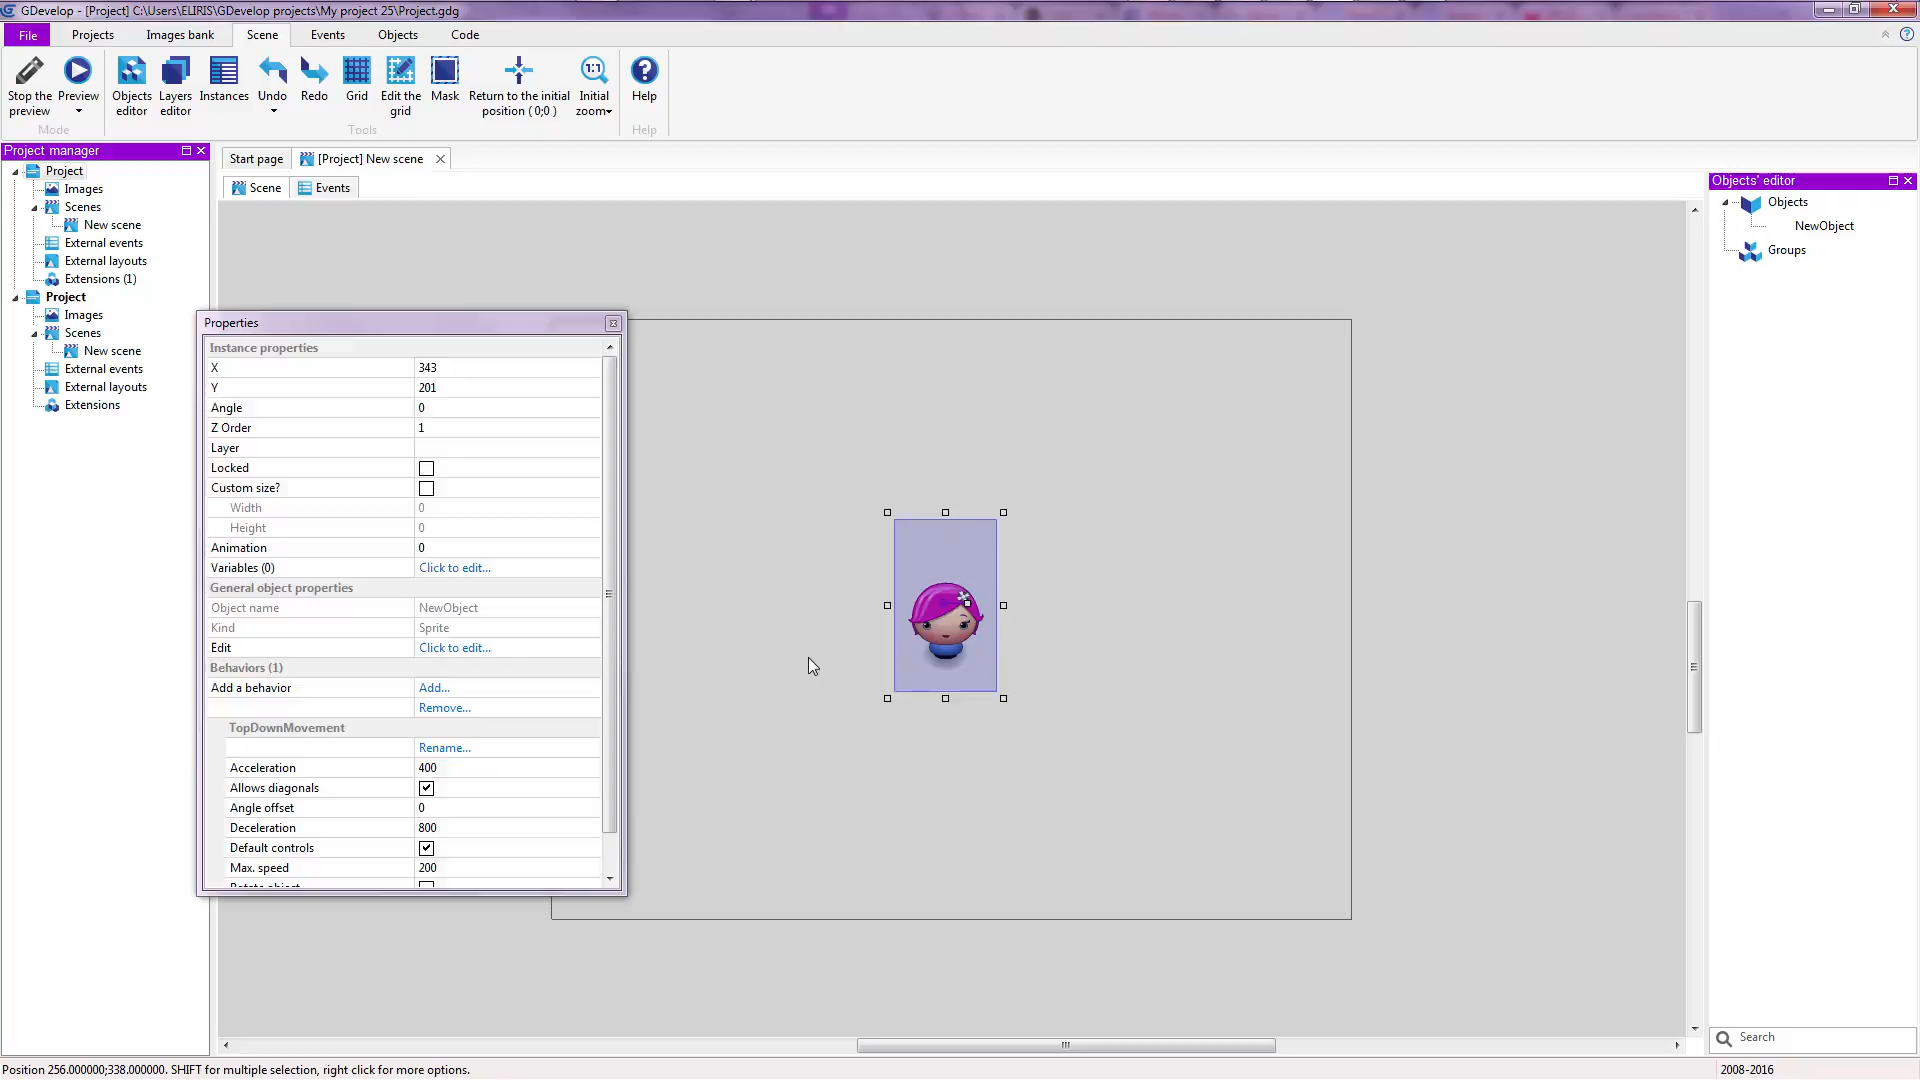 GDevelop - [Project] C:\Users\ELIRIS\GDevelop projects\My project 25\Project.gdg
File Projects Images bank Scene Events Objects Code
Stop the preview
Preview
Objects editor
Layers editor
Instances
Undo
Redo
Grid
Edit the grid
Mask
Return to the initial position ( 0;0 )
1:1
Initial zoom
Help
Mode
Tools
Help
Project manager
Project
Images
Scenes
New scene
External events
External layouts
Extensions (1)
Project
Images
Scenes
New scene
External events
External layouts
Extensions
Start page [Project] New scene
Scene Events
Properties
Instance properties
X 343
Y 201
Angle 0
Z Order 1
Layer
Locked
Custom size?
Width 0
Height 0
Animation 0
Variables (0) Click to edit...
General object properties
Object name NewObject
Kind Sprite
Edit Click to edit...
Behaviors (1)
Add a behavior Add...
Remove...
TopDownMovement
Rename...
Acceleration 400
Allows diagonals
Angle offset 0
Deceleration 800
Default controls
Max. speed 200
Rotate object
Objects' editor
Objects
NewObject
Groups
Search
Position 256.000000;338.000000. SHIFT for multiple selection, right click for more options.
2008-2016